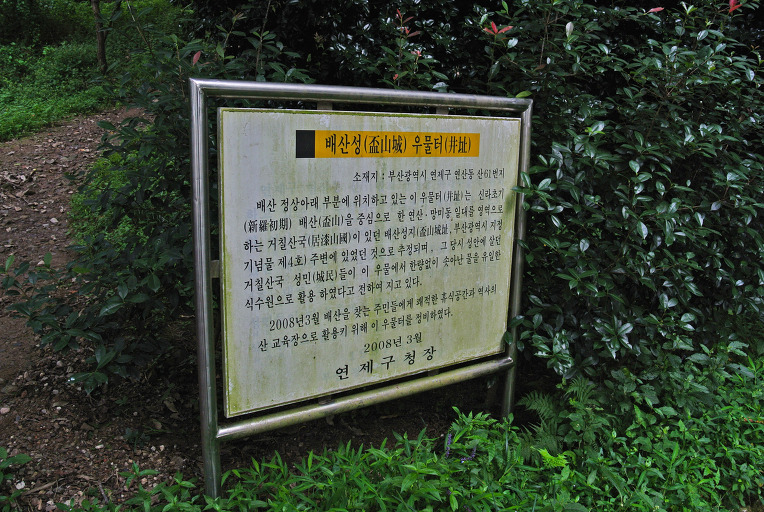 배산성(盃山城) 우물터(井址)
소재지 : 부산광역시 연제구 연산동 산61번지
배산 정상아래 부분에 위치하고 있는 이 우물터(井址)는 신라초기
(新羅初期) 배산(盃山)을 중심으로 한 연산·망미동 일대를 영역으로
하는 거칠산국(居漆山國)이 있던 배산성지(盃山城址, 부산광역시 지정
기념물 제4호) 주변에 있었던 것으로 추정되며, 그 당시 성안에 살던
거칠산국 성민(城民)들이 이 우물에서 한량없이 솟아난 물을 유일한
식수원으로 활용 하였다고 전하여 지고 있다.
2008년3월 배산을 찾는 주민들에게 쾌적한 휴식공간과 역사의
산 교육장으로 활용키 위해 이 우물터를 정비하였다.
2008년 3월
연제구청장